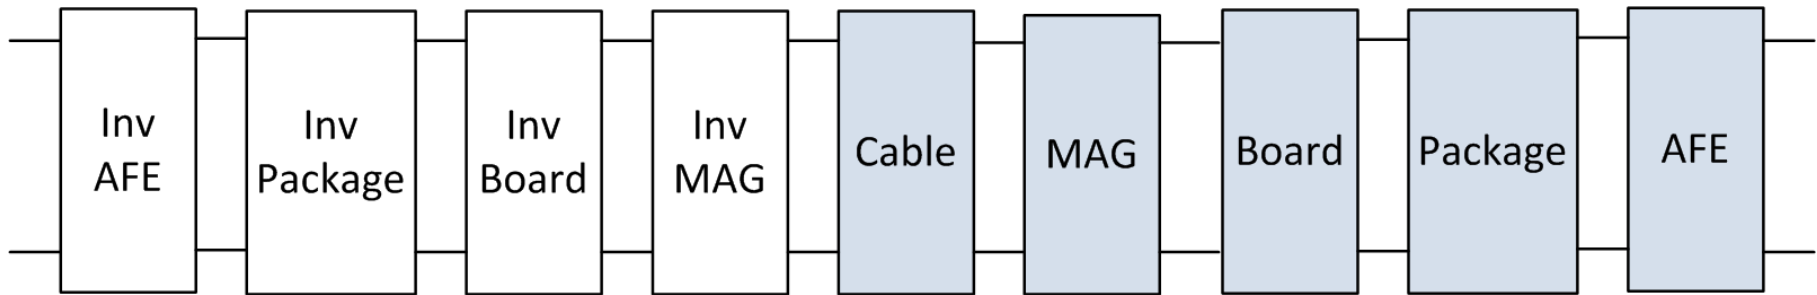 Inv
AFE
Inv
Package
Inv
Board
Inv
MAG
Cable
MAG
Board
Package
AFE